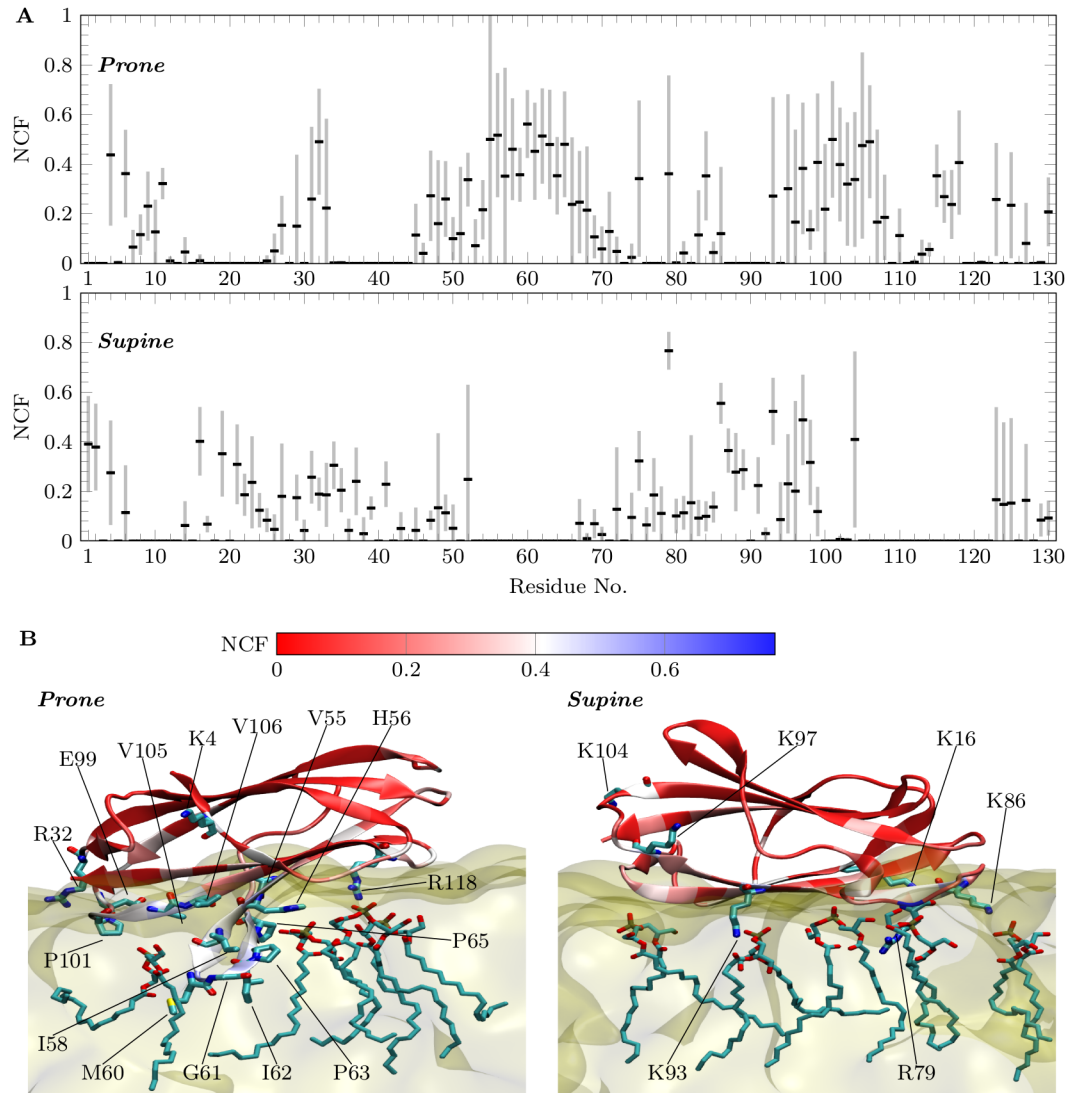 A
1
0.8
0.6
0.4
0.2
0
NCF
Prone
1 10 20 30 40 50 60 70 80 90 100 110 120 130
1
0.8
0.6
0.4
0.2
0
NCF
Supine
1 10 20 30 40 50 60 70 80 90 100 110 120 130
Residue No.
B
NCF
0 0.2 0.4 0.6
Prone
V55 H56
V106
K4
V105
E99
R32
R118
P65
P101
I58
M60 G61 I62 P63
Supine
K104 K97 K16
K86
K93 R79